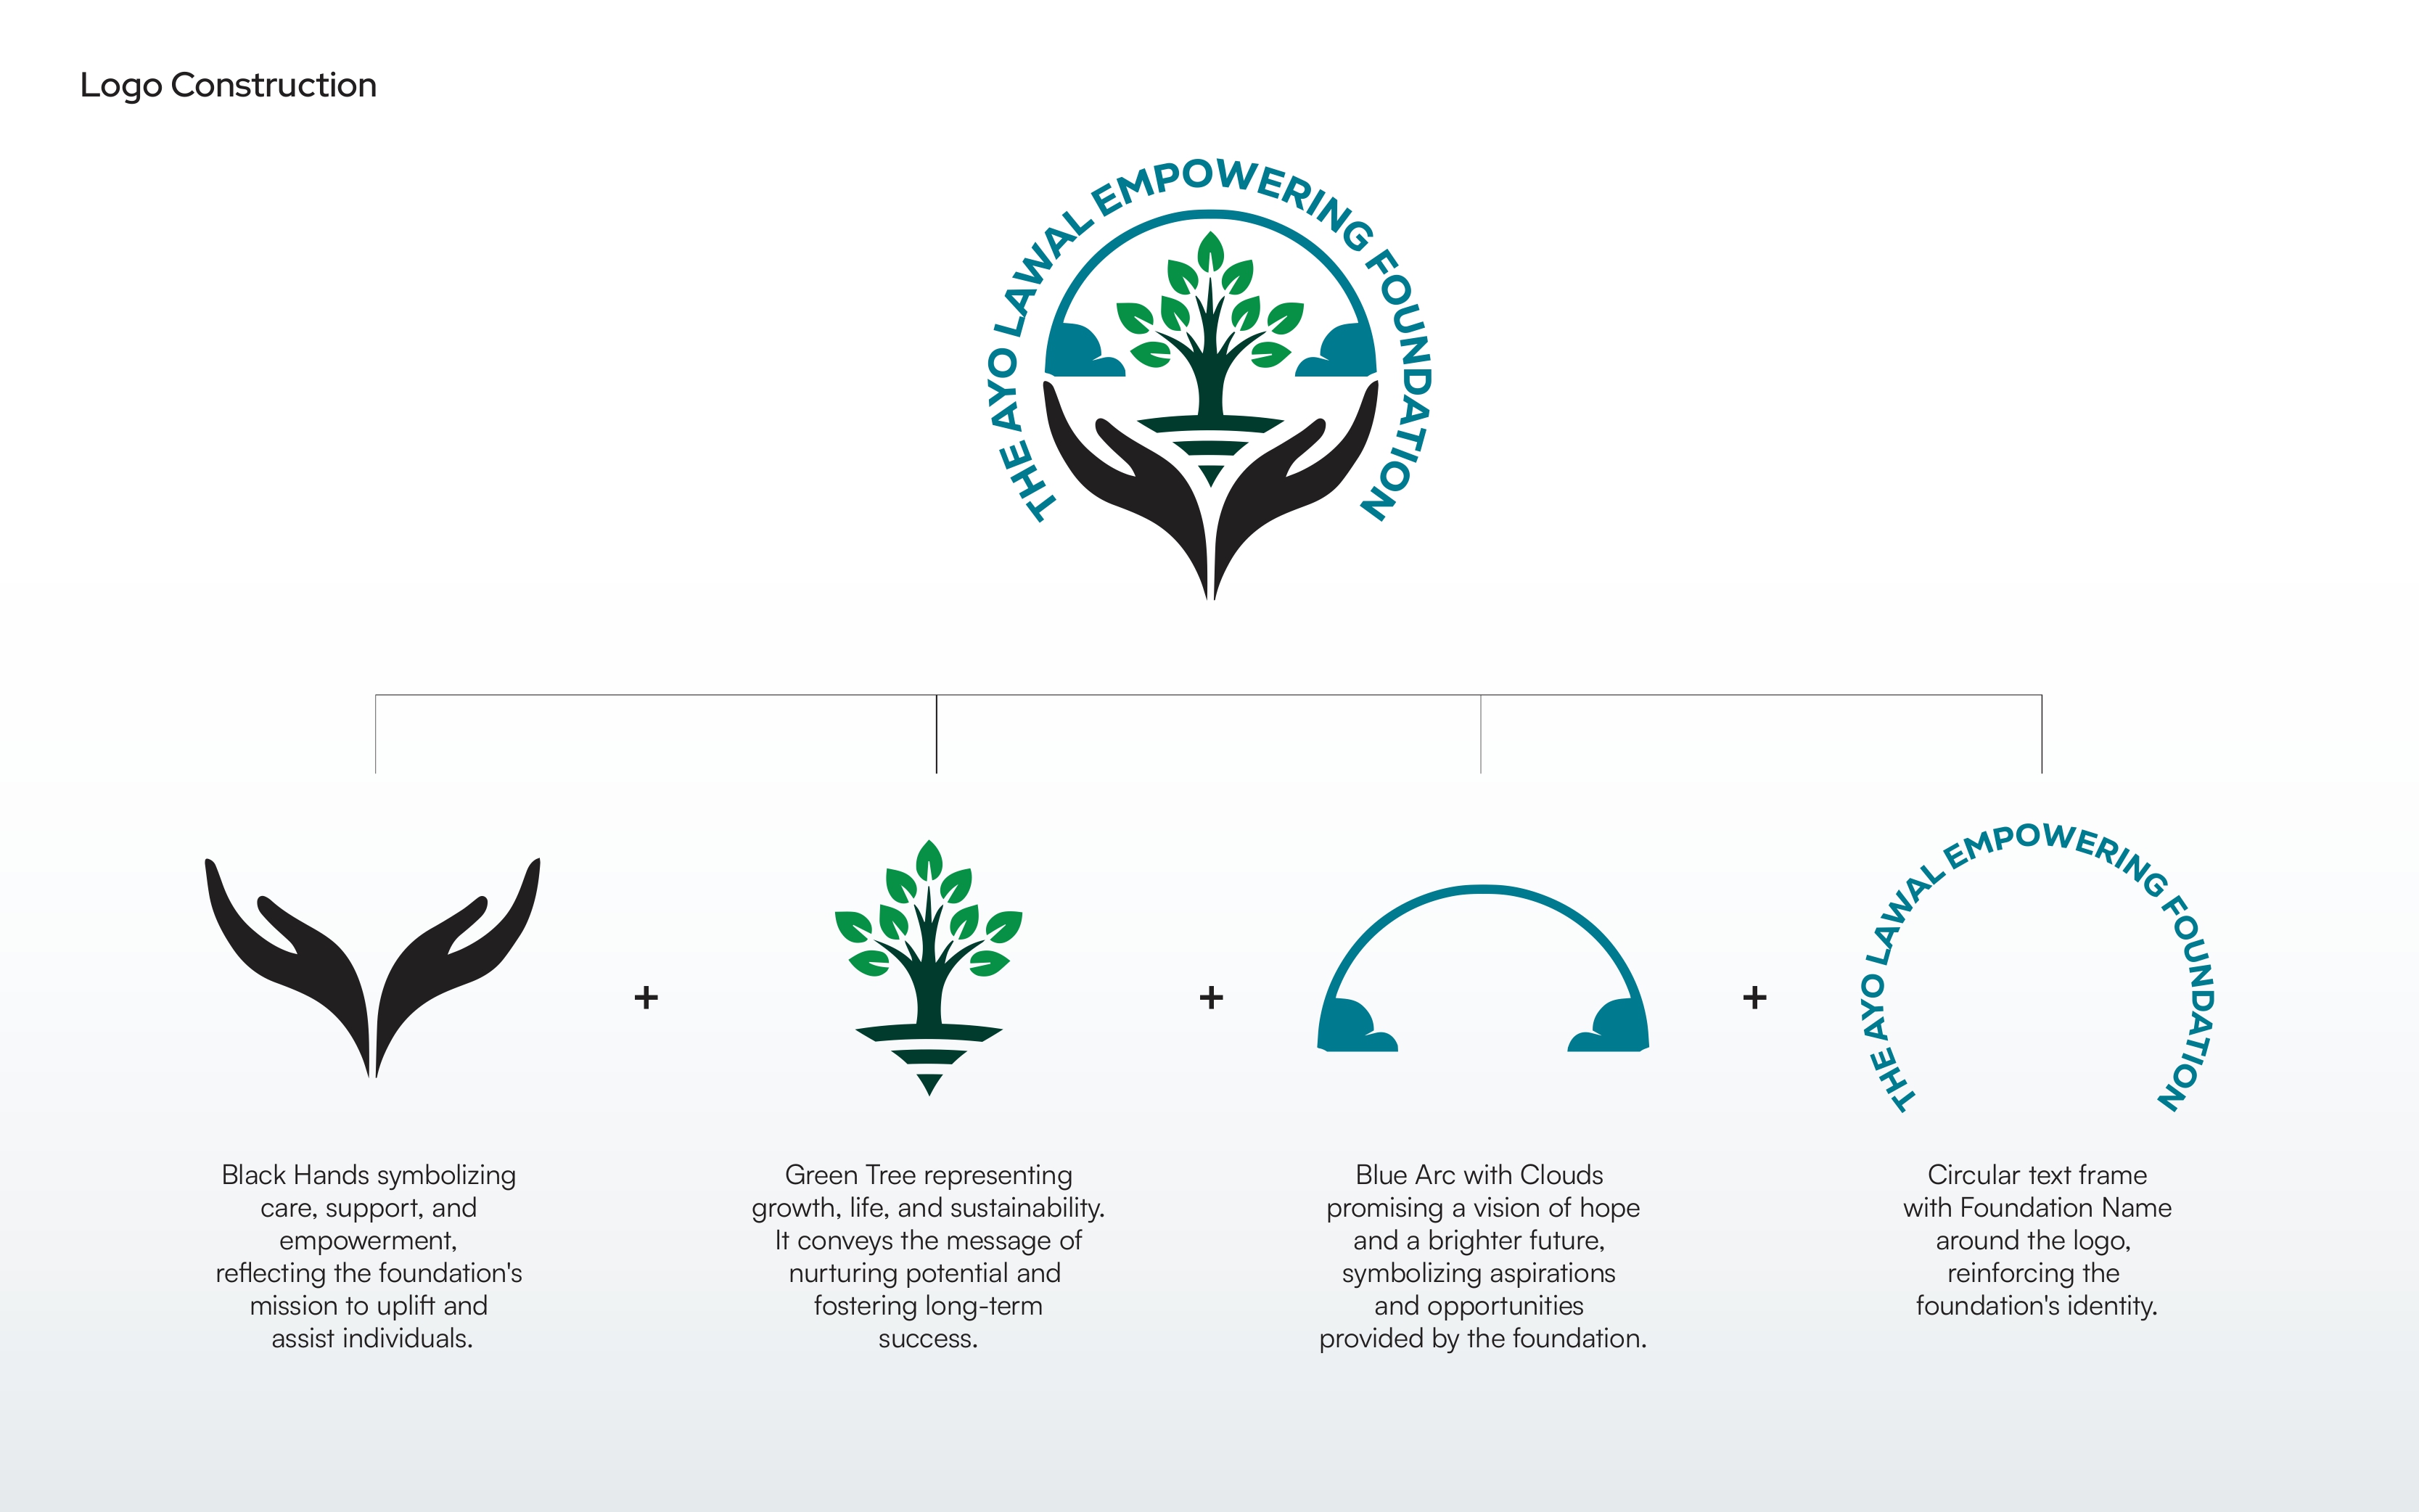 Logo Construction
THE AYO LAWAL EMPOWERING FOUNDATION
+
+
+
THE AYO LAWAL EMPOWERING FOUNDATION
Black Hands symbolizing
care, support, and
empowerment,
reflecting the foundation's
mission to uplift and
assist individuals.
Green Tree representing
growth, life, and sustainability.
It conveys the message of
nurturing potential and
fostering long-term
success.
Blue Arc with Clouds
promising a vision of hope
and a brighter future,
symbolizing aspirations
and opportunities
provided by the foundation.
Circular text frame
with Foundation Name
around the logo,
reinforcing the
foundation's identity.